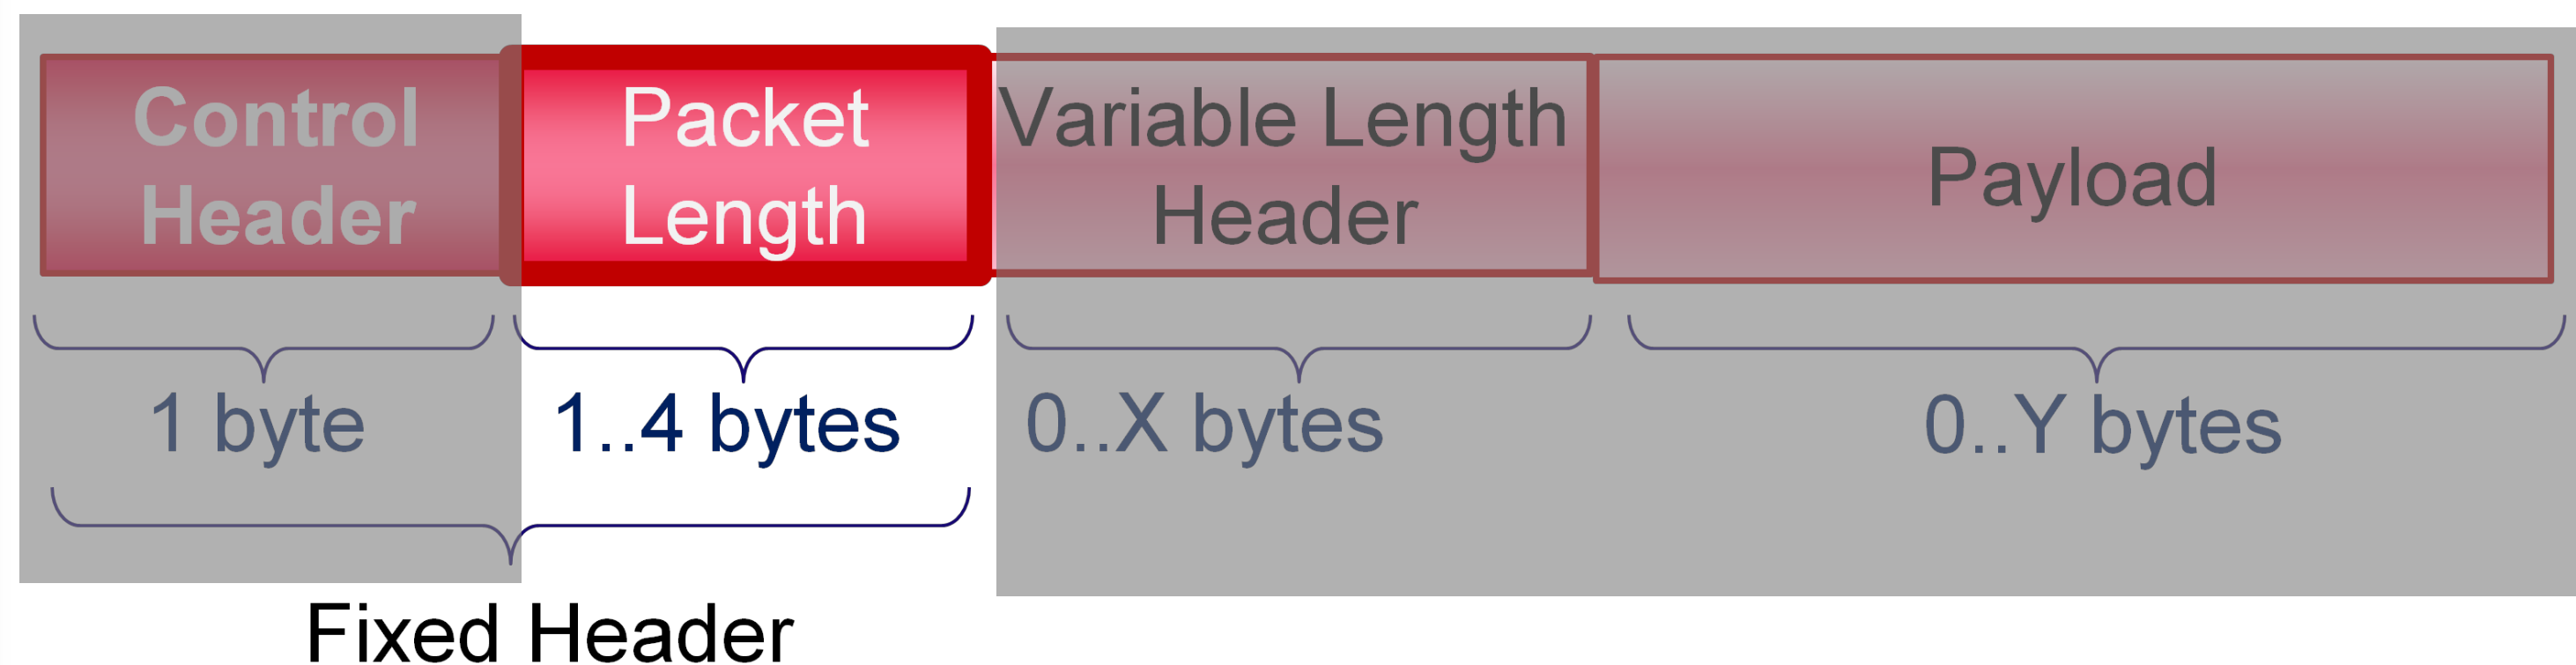 Control
Header
Packet
Length
Variable Length
Header
Payload
1 byte
1..4 bytes
0..X bytes
0..Y bytes
Fixed Header